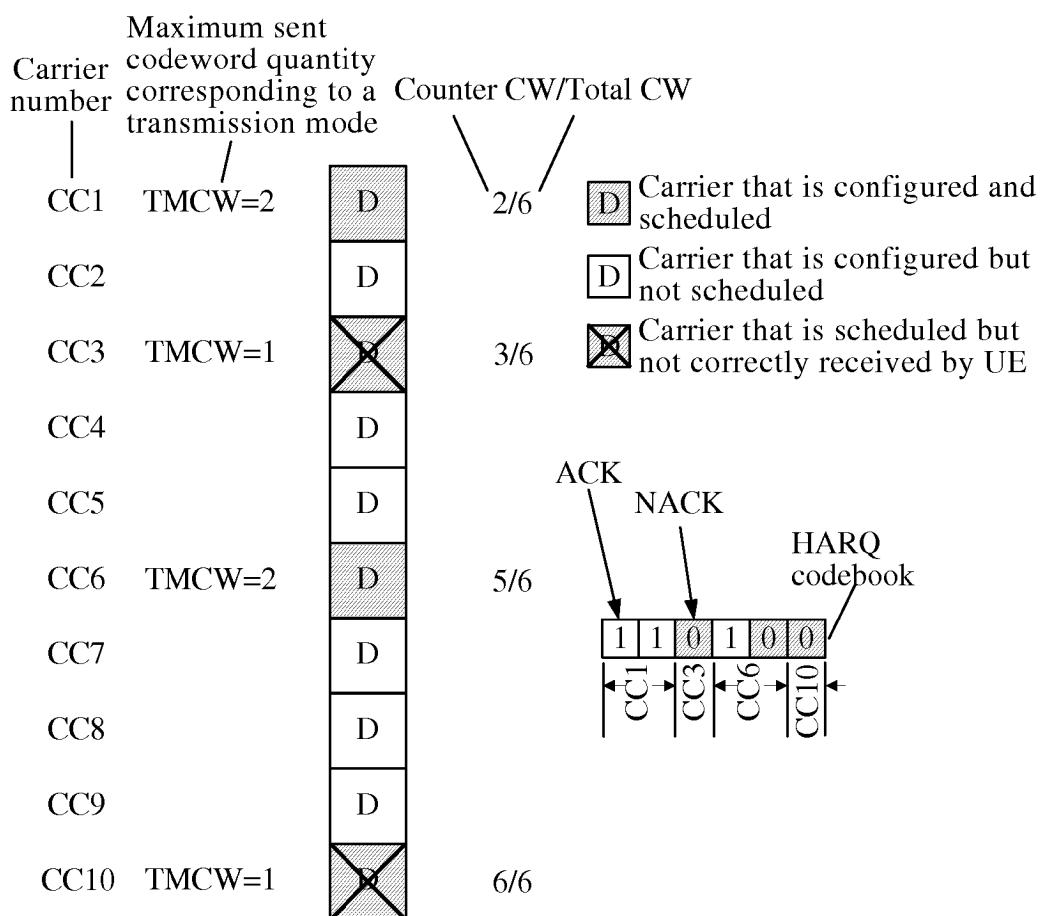 Carrier
number
Maximum sent
codeword quantity
corresponding to a
transmission mode
Counter CW/Total CW
CC1 TMCW=2 D 2/6
CC2 D
CC3 TMCW=1 D 3/6
CC4 D
CC5 D
CC6 TMCW=2 D 5/6
CC7 D
CC8 D
CC9 D
CC10 TMCW=1 D 6/6
D Carrier that is configured and
scheduled
D Carrier that is configured but
not scheduled
D Carrier that is scheduled but
not correctly received by UE
ACK
NACK
HARQ
codebook
1 1 0 1 0 0
CC1 CC3 CC6 CC10